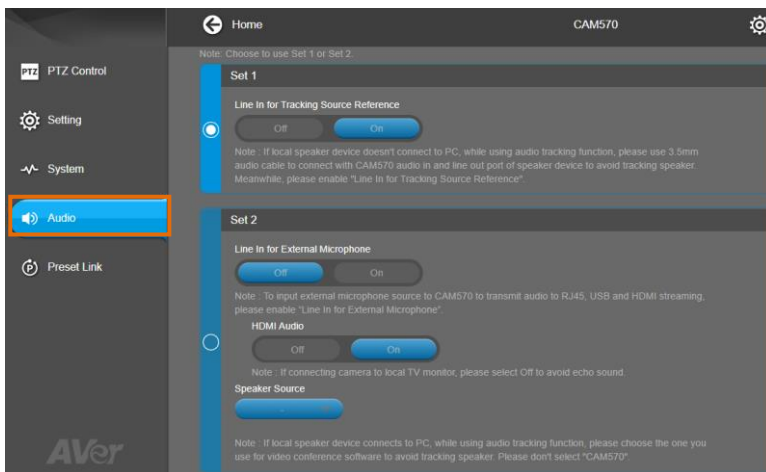 Home
CAM570
Note: Choose to use Set 1 or Set 2.
PTZ PTZ Control
Setting
System
Audio
Preset Link
AVer
Set 1
Line In for Tracking Source Reference
Off On
Note : If local speaker device doesn't connect to PC, while using audio tracking function, please use 3.5mm
audio cable to connect with CAM570 audio in and line out port of speaker device to avoid tracking speaker.
Meanwhile, please enable "Line In for Tracking Source Reference".
Set 2
Line In for External Microphone
Off On
Note : To input external microphone source to CAM570 to transmit audio to RJ45, USB and HDMI streaming,
please enable "Line In for External Microphone".
HDMI Audio
Off On
Note : If connecting camera to local TV monitor, please select Off to avoid echo sound.
Speaker Source
-
Note : If local speaker device connects to PC, while using audio tracking function, please choose the one you
use for video conference software to avoid tracking speaker. Please don't select "CAM570".